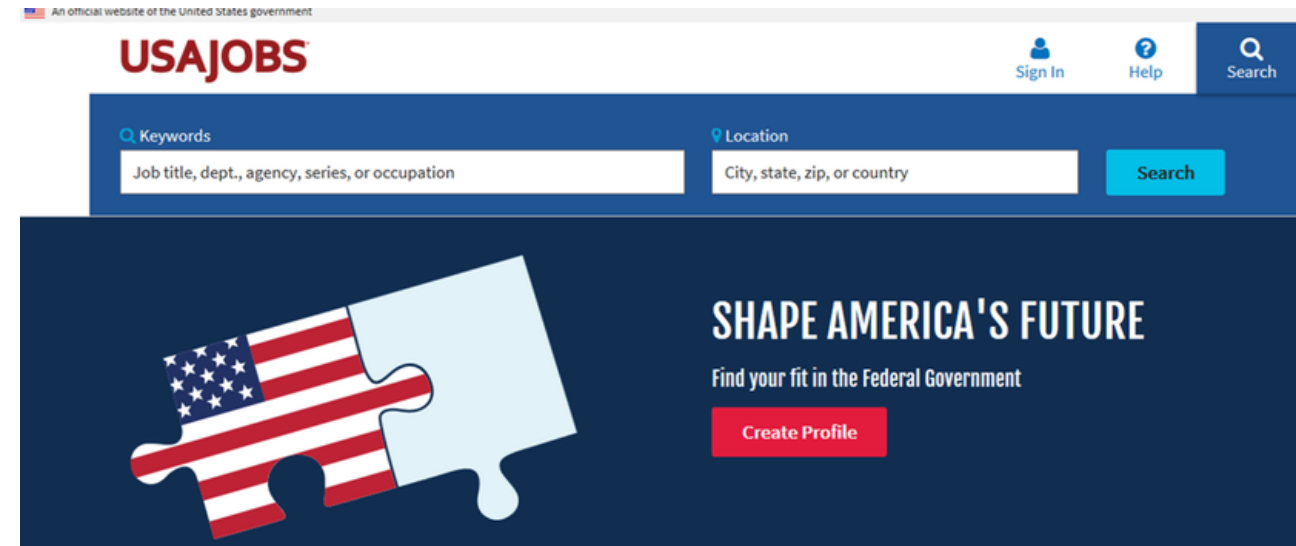 An official website of the United States government
USAJOBS
Sign In
Help
Search
Keywords
Location
Job title, dept., agency, series, or occupation
City, state, zip, or country
Search
SHAPE AMERICA'S FUTURE
Find your fit in the Federal Government
Create Profile